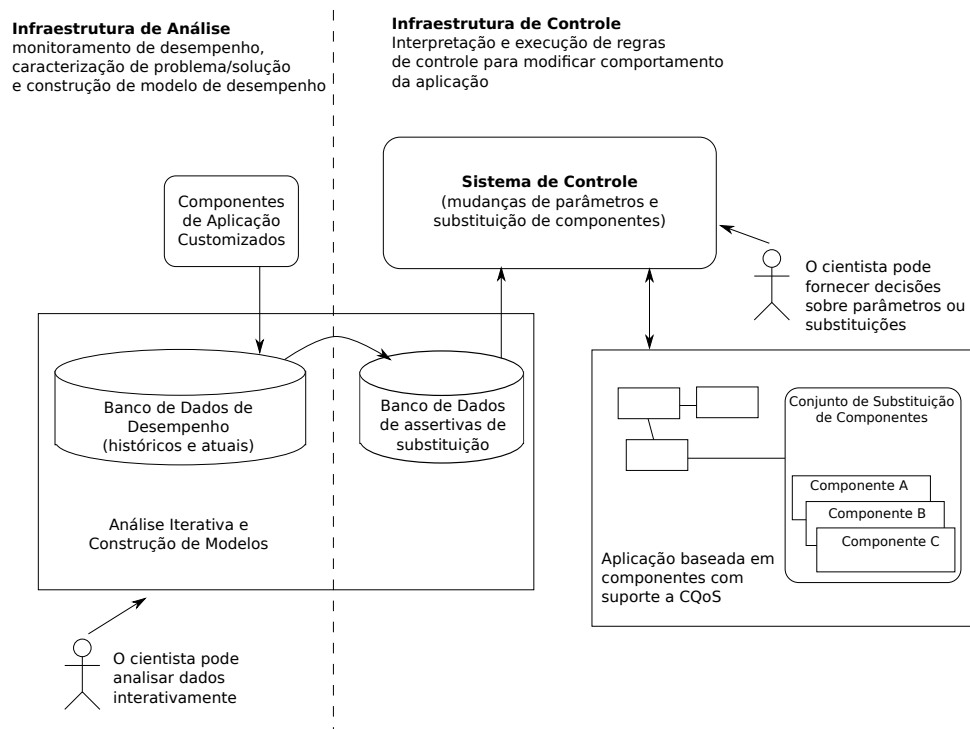 Infraestrutura de Análise
monitoramento de desempenho,
caracterização de problema/solução
e construção de modelo de desempenho
Infraestrutura de Controle
Interpretação e execução de regras
de controle para modificar comportamento
da aplicação
Componentes
de Aplicação
Customizados
Sistema de Controle
(mudanças de parâmetros e
substituição de componentes)
O cientista pode
fornecer decisões
sobre parâmetros ou
substituições
Banco de Dados de
Desempenho
(históricos e atuais)
Banco de Dados
de assertivas de
substituição
Análise Iterativa e
Construção de Modelos
Conjunto de Substituição
de Componentes
Componente A
Componente B
Componente C
Aplicação baseada em
componentes com
suporte a CQoS
O cientista pode
analisar dados
interativamente